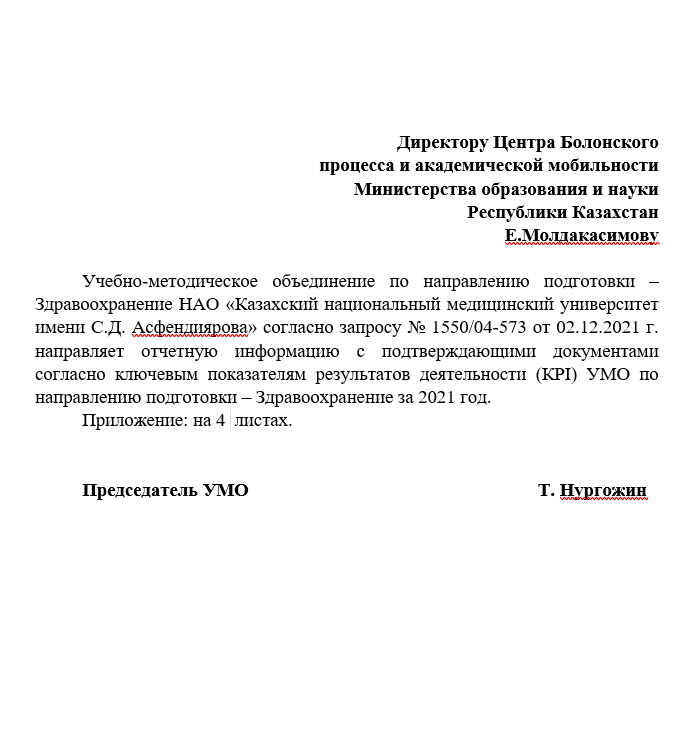 Директору Центра Болонского
процесса и академической мобильности
Министерства образования и науки
Республики Казахстан
Е.Молдакасимову
Учебно-методическое объединение по направлению подготовки –
Здравоохранение НАО «Казахский национальный медицинский университет
имени С.Д. Асфендиярова» согласно запросу № 1550/04-573 от 02.12.2021 г.
направляет отчетную информацию с подтверждающими документами
согласно ключевым показателям результатов деятельности (KPI) УМО по
направлению подготовки – Здравоохранение за 2021 год.
Приложение: на 4 листах.
Председатель УМО Т. Нургожин